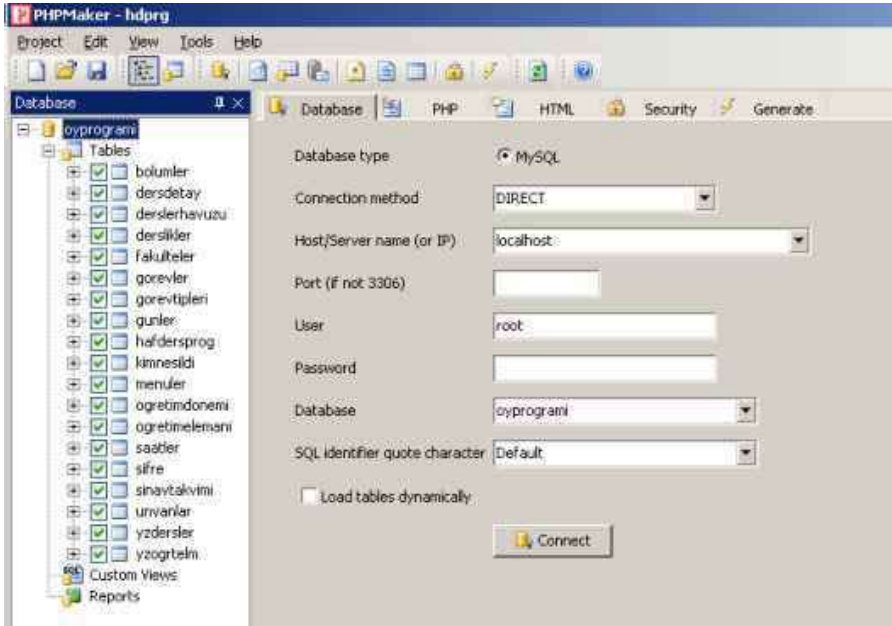 PHPMaker - hdprg
Project Edit View Tools Help
Database
Database PHP HTML Security Generate
oyprogrami
Tables
bolumler
dersdetay
derslerhavuzu
derslikler
fakulteler
gorevler
gorevtipleri
gunler
hafdersprog
kimnesildi
menuler
ogretimdonemi
ogretimelemani
saatler
sifre
sinavtakvimi
unvanlar
yzdersler
yzogrtelm
Custom Views
Reports
Database type MySQL
Connection method DIRECT
Host/Server name (or IP) localhost
Port (if not 3306)
User root
Password
Database oyprogrami
SQL identifier quote character Default
Load tables dynamically
Connect